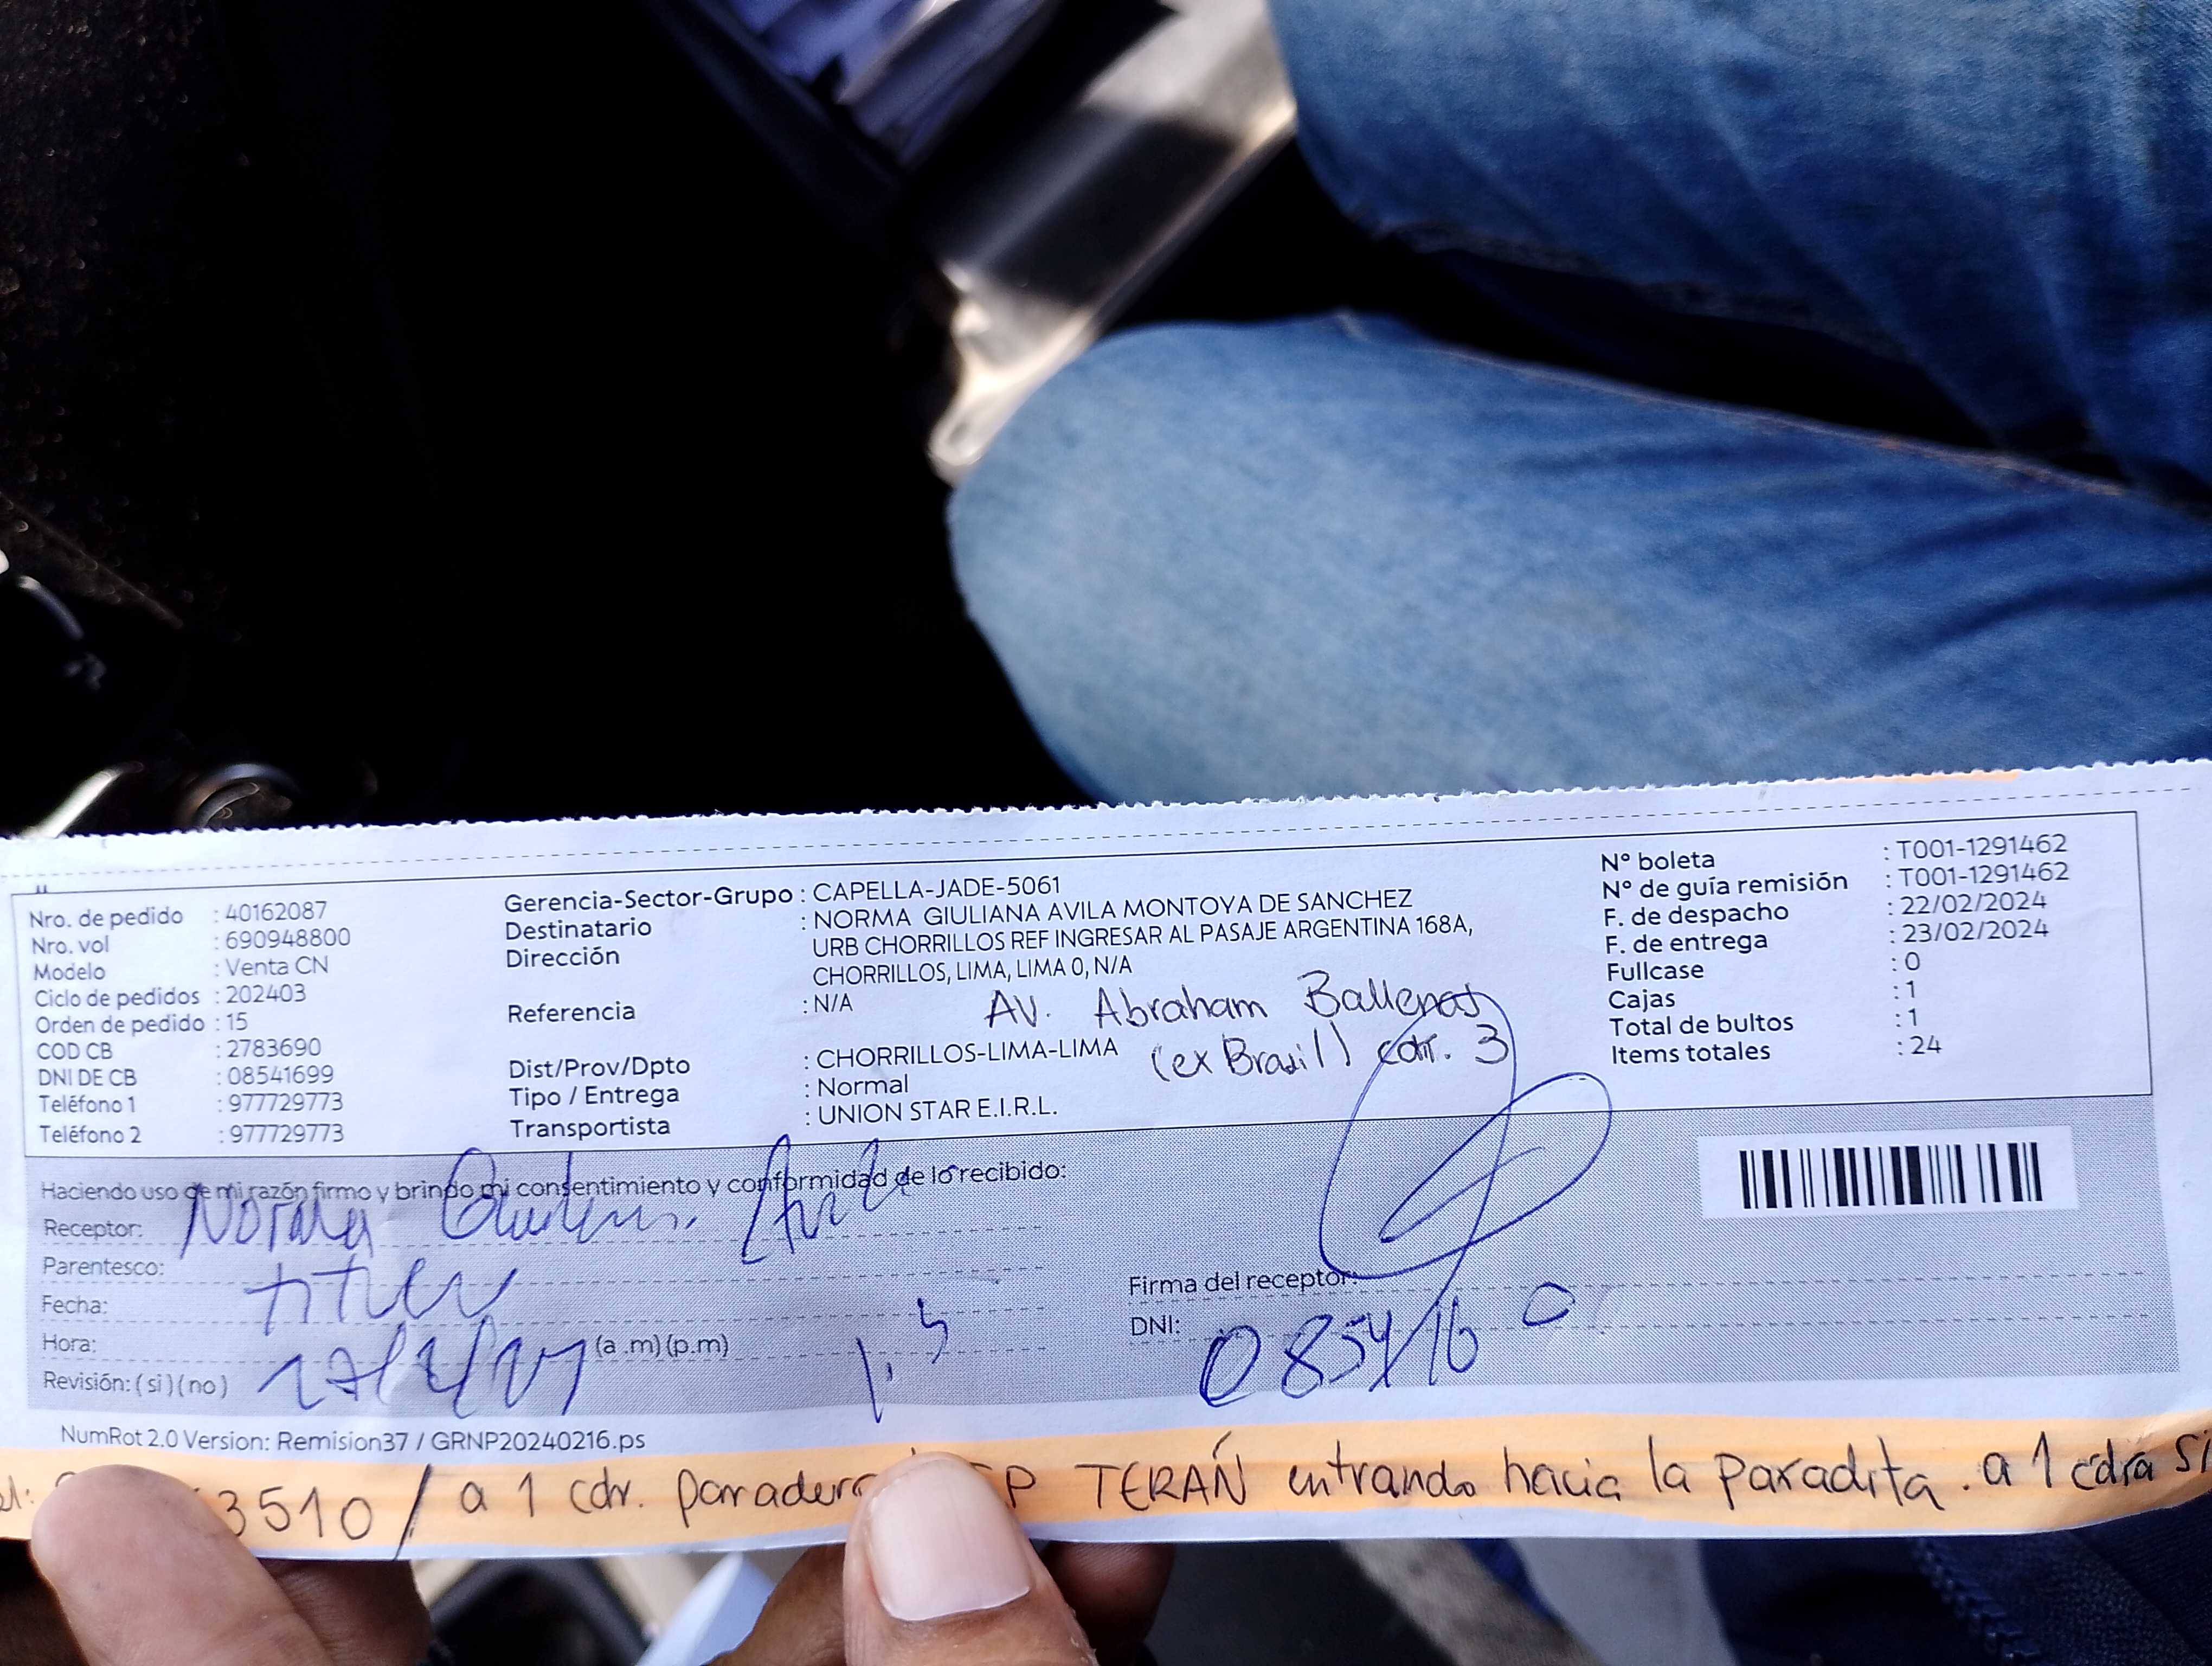 Nro. de pedido : 40162087
Nro. vol : 690948800
Modelo : Venta CN
Ciclo de pedidos : 202403
Orden de pedido : 15
COD CB : 2783690
DNI DE CB : 08541699
Teléfono 1 : 977729773
Teléfono 2 : 977729773
Gerencia-Sector-Grupo : CAPELLA-JADE-5061
Destinatario : NORMA GIULIANA AVILA MONTOYA DE SANCHEZ
Dirección URB CHORRILLOS REF INGRESAR AL PASAJE ARGENTINA 168A,
CHORRILLOS, LIMA, LIMA 0, N/A
Referencia : N/A
AV. Abraham Ballenas
(ex Brasil) cdr. 3
Dist/Prov/Dpto : CHORRILLOS-LIMA-LIMA
Tipo / Entrega : Normal
Transportista : UNION STAR E.I.R.L.
N° boleta : T001-1291462
N° de guía remisión : T001-1291462
F. de despacho : 22/02/2024
F. de entrega : 23/02/2024
Fullcase : 0
Cajas : 1
Total de bultos : 1
Items totales : 24
Haciendo uso de mi razón firmo y brindo mi consentimiento y conformidad de lo recibido:
Receptor: Norma
Parentesco:
Fecha:
Hora: (a .m) (p.m)
Revisión: ( si ) ( no )
Firma del receptor:
DNI:
NumRot 2.0 Version: Remision37 / GRNP20240216.ps
3510 / a 1 cdr. TERAÑ entrando hacia la paradita. a 1 cdra